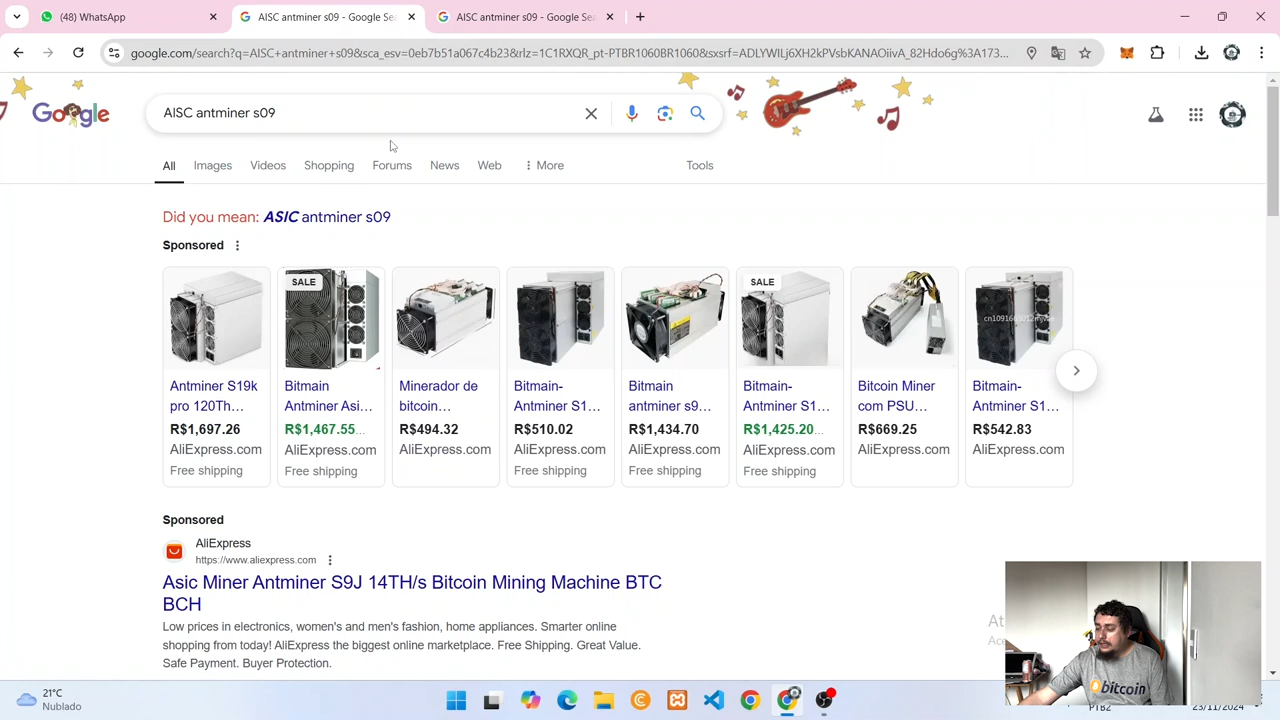 (48) WhatsApp
AISC antminer s09 - Google Sea
AISC antminer s09 - Google Sea
google.com/search?q=AISC+antminer+s09&sca_esv=0eb7b51a067c4b23&rlz=1C1RXQR_pt-PTBR1060BR1060&sxsrf=ADLYWILj6XH2kPVsbKANAOiivA_82Hdo6g%3A173...
Google
AISC antminer s09
All
Images
Videos
Shopping
Forums
News
Web
More
Tools
Did you mean: ASIC antminer s09
Sponsored
Antminer S19k
pro 120Th...
R$1,697.26
AliExpress.com
Free shipping
SALE
Bitmain
Antminer Asi...
R$1,467.55...
AliExpress.com
Free shipping
Minerador de
bitcoin...
R$494.32
AliExpress.com
Bitmain-
Antminer S1...
R$510.02
AliExpress.com
Free shipping
Bitmain
antminer s9...
R$1,434.70
AliExpress.com
Free shipping
SALE
Bitmain-
Antminer S1...
R$1,425.20...
AliExpress.com
Free shipping
Bitcoin Miner
com PSU...
R$669.25
AliExpress.com
Bitmain-
Antminer S1...
R$542.83
AliExpress.com
Sponsored
AliExpress
https://www.aliexpress.com
Asic Miner Antminer S9J 14TH/s Bitcoin Mining Machine BTC
BCH
Low prices in electronics, women's and men's fashion, home appliances. Smarter online
shopping from today! AliExpress the biggest online marketplace. Free Shipping. Great Value.
Safe Payment. Buyer Protection.
bitcoin
21°C
Nublado
PTB2
23/11/2024